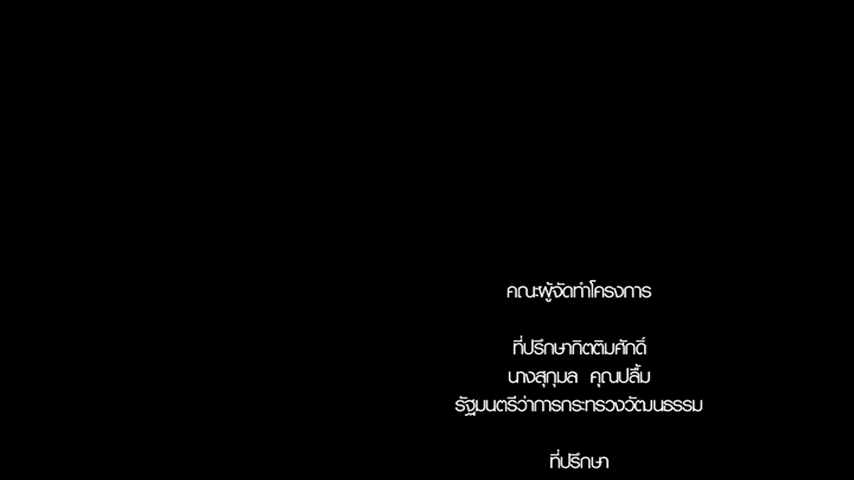 คณะผู้จัดทำโครงการ
ที่ปรึกษากิตติมศักดิ์
นางสุกุมล คุณปลื้ม
รัฐมนตรีว่าการกระทรวงวัฒนธรรม
ที่ปรึกษา